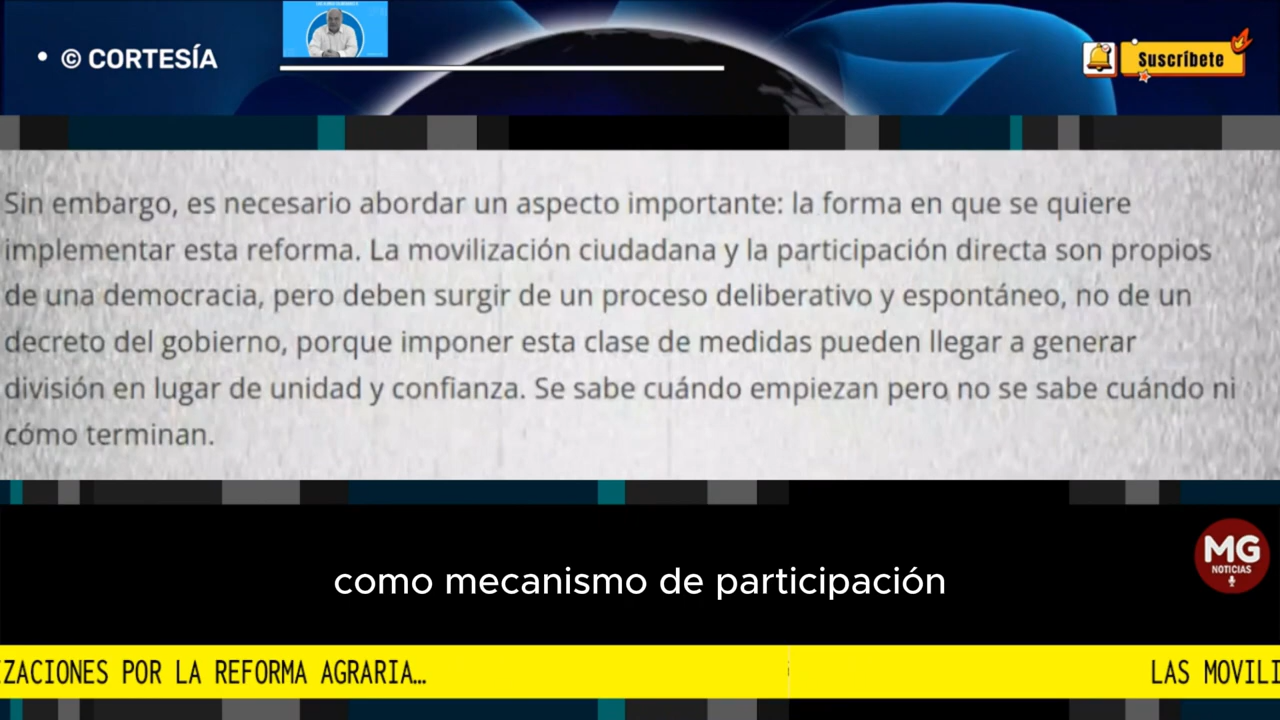 • © CORTESÍA
Suscríbete
Sin embargo, es necesario abordar un aspecto importante: la forma en que se quiere
implementar esta reforma. La movilización ciudadana y la participación directa son propios
de una democracia, pero deben surgir de un proceso deliberativo y espontáneo, no de un
decreto del gobierno, porque imponer esta clase de medidas pueden llegar a generar
división en lugar de unidad y confianza. Se sabe cuándo empiezan pero no se sabe cuándo ni
cómo terminan.
MG
NOTICIAS
como mecanismo de participación
IZACIONES POR LA REFORMA AGRARIA... LAS MOVILI